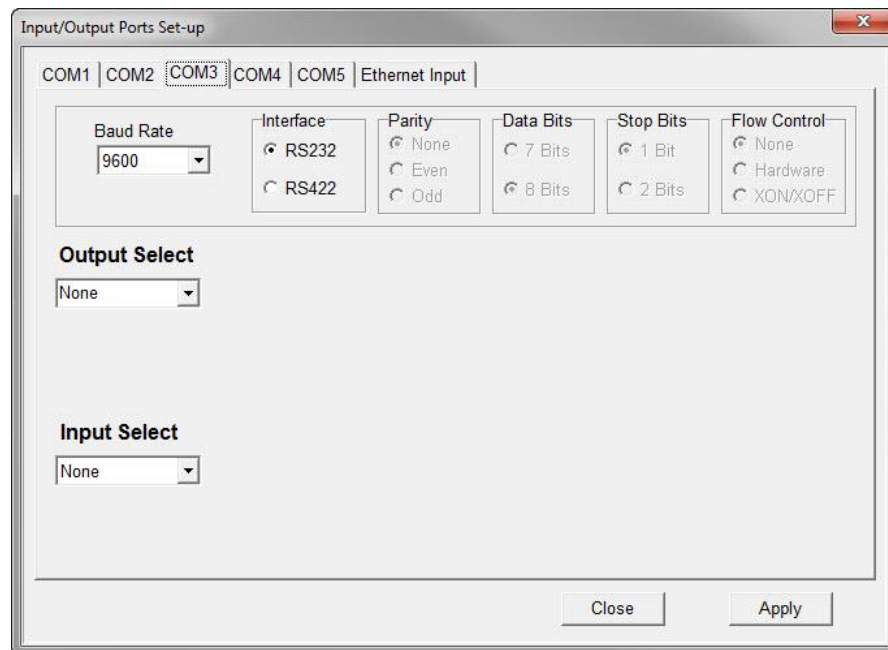 Input/Output Ports Set-up
COM1 COM2 COM3 COM4 COM5 Ethernet Input
Baud Rate
9600
Interface
RS232
RS422
Parity
None
Even
Odd
Data Bits
7 Bits
8 Bits
Stop Bits
1 Bit
2 Bits
Flow Control
None
Hardware
XON/XOFF
Output Select
None
Input Select
None
Close Apply